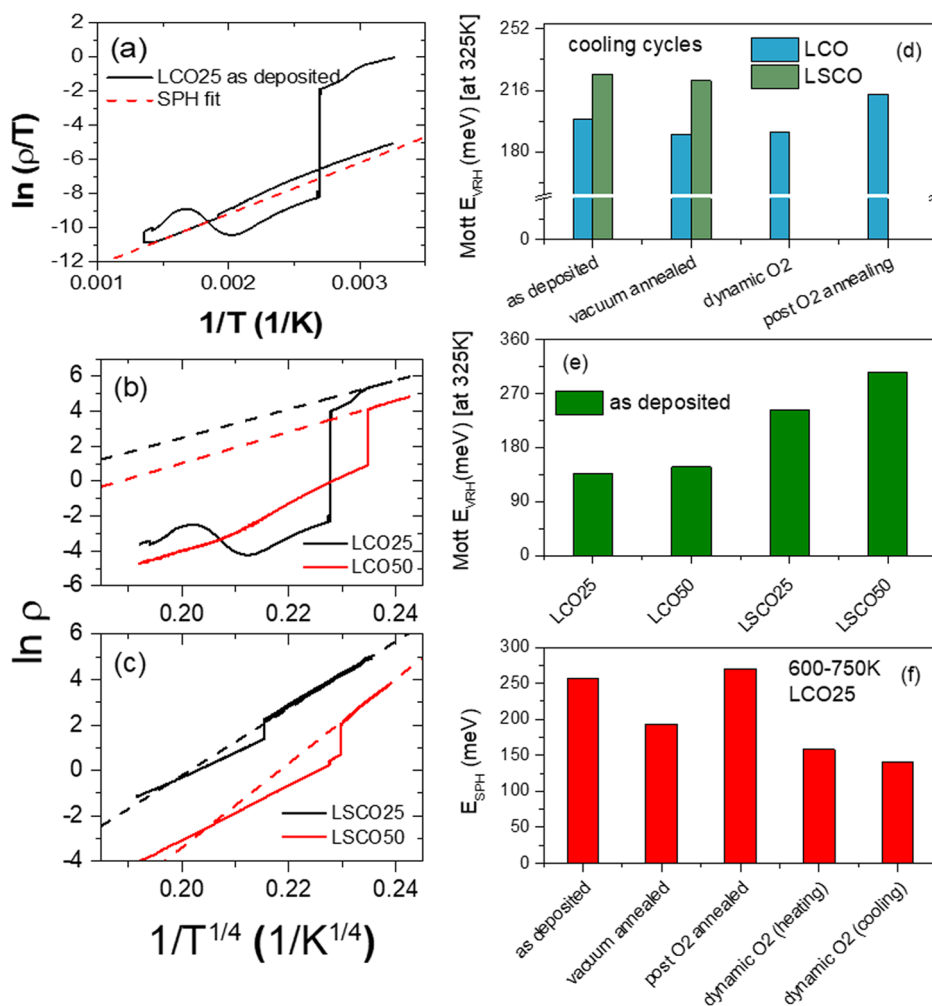 (a)
LCO25 as deposited
SPH fit
ln (ρ/T)
0
-2
-4
-6
-8
-10
-12
0.001
0.002
0.003
1/T (1/K)
(b)
6
4
2
0
-2
-4
-6
LCO25
LCO50
0.20
0.22
0.24
ln ρ
(c)
6
4
2
0
-2
-4
LSCO25
LSCO50
0.20
0.22
0.24
1/T^1/4 (1/K^1/4)
cooling cycles
LCO
LSCO
(d)
Mott E_VRH (meV) [at 325K]
252
216
180
0
as deposited
vacuum annealed
dynamic O2
post O2 annealing
(e)
as deposited
Mott E_VRH (meV) [at 325K]
360
270
180
90
0
LCO25
LCO50
LSCO25
LSCO50
600-750K
LCO25
(f)
E_SPH (meV)
300
250
200
150
100
50
0
as deposited
vacuum annealed
post O2 annealed
dynamic O2 (heating)
dynamic O2 (cooling)